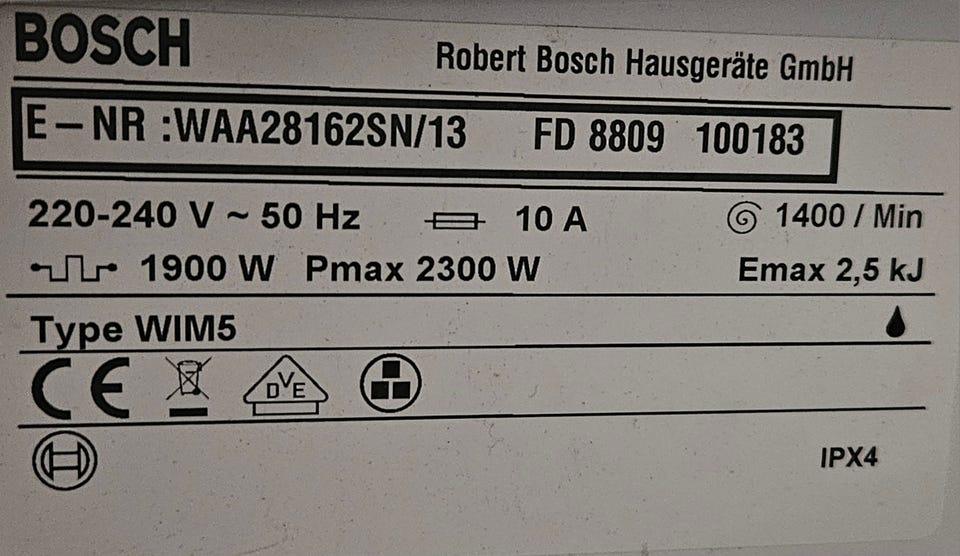 BOSCH
Robert Bosch Hausgeräte GmbH
E – NR :WAA28162SN/13 FD 8809 100183
220-240 V ~ 50 Hz 10 A 1400 / Min
1900 W Pmax 2300 W Emax 2,5 kJ
Type WIM5
CE DVE
IPX4